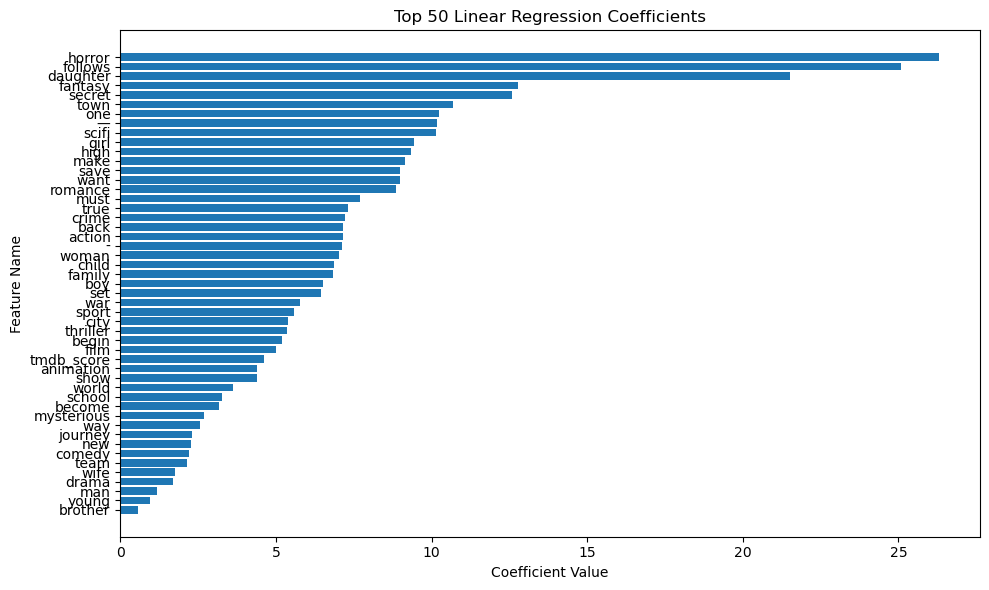 Top 50 Linear Regression Coefficients
horror
follows
daughter
fantasy
secret
town
one
—
scifi
girl
high
make
save
want
romance
must
true
crime
back
action
-
woman
child
family
boy
set
war
sport
city
thriller
begin
film
tmdb_score
animation
show
world
school
become
mysterious
way
journey
new
comedy
team
wife
drama
man
young
brother
Feature Name
0 5 10 15 20 25
Coefficient Value